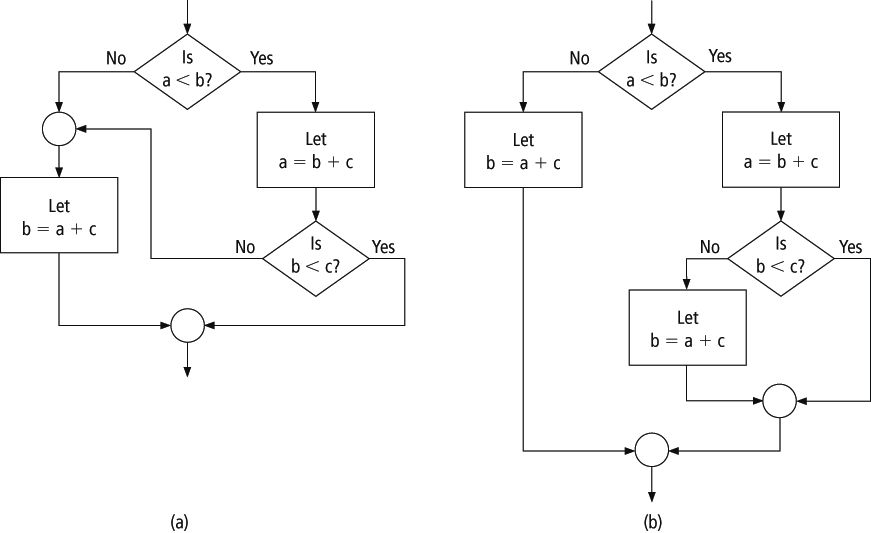 Is
a < b?
No
Yes
Let
a = b + c
Let
b = a + c
Is
b < c?
No
Yes
(a)
Is
a < b?
No
Yes
Let
b = a + c
Let
a = b + c
Is
b < c?
No
Yes
Let
b = a + c
(b)